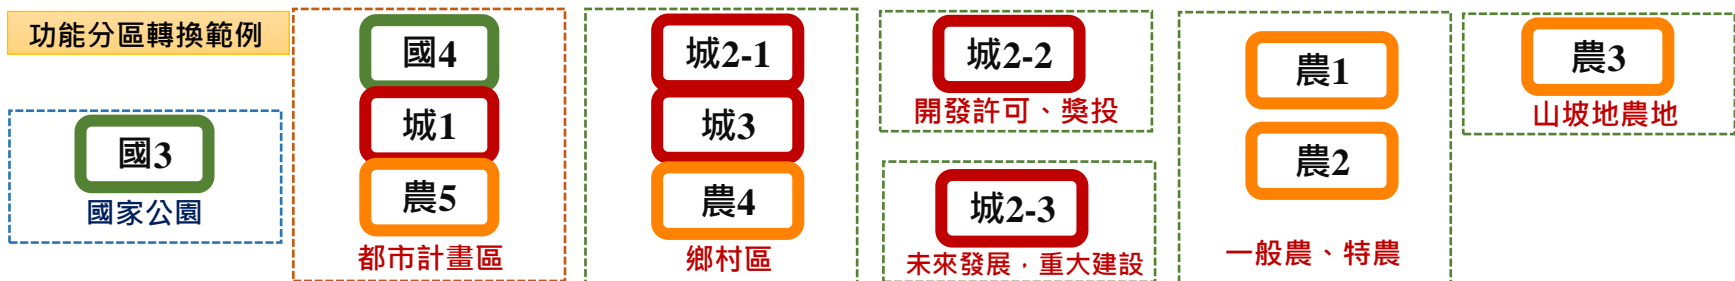 功能分區轉換範例
國3
國家公園
國4
城1
農5
都市計畫區
城2-1
城3
農4
鄉村區
城2-2
開發許可、獎投
城2-3
未來發展，重大建設
農1
農2
一般農、特農
農3
山坡地農地